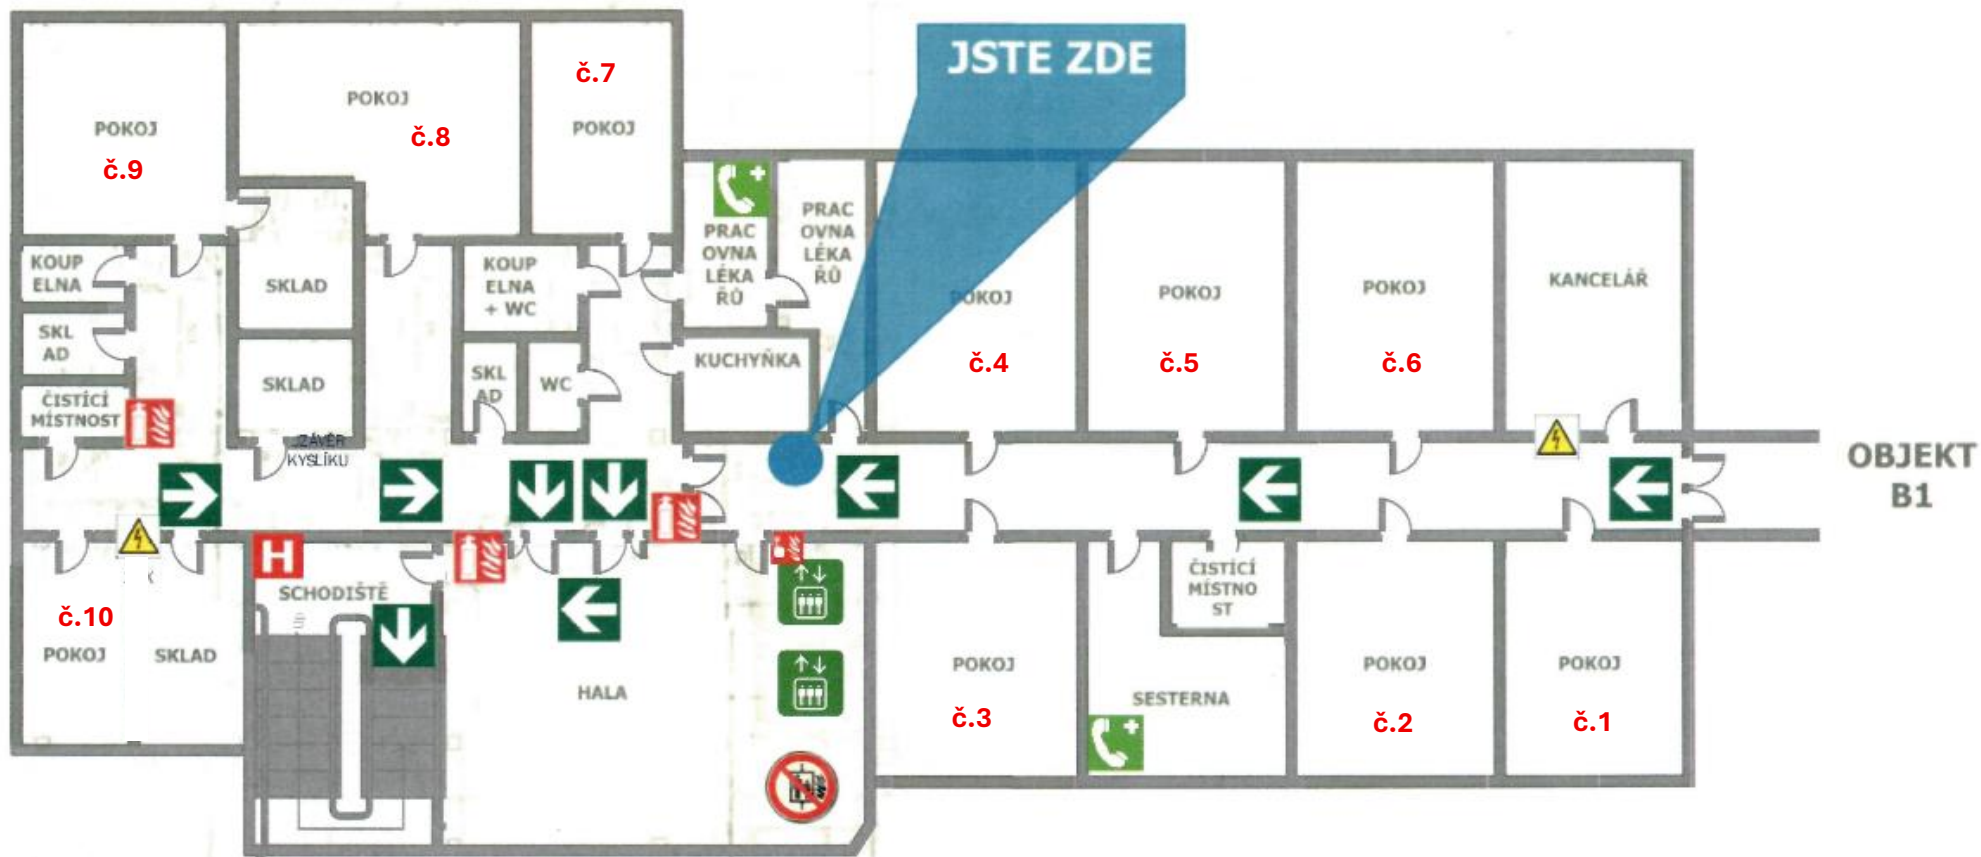 JSTE ZDE
č.7
POKOJ
POKOJ
č.8
POKOJ
č.9
POKOJ
PRAC
OVNA
LÉKA
ŘŮ
PRAC
OVNA
LÉKA
ŘŮ
KOUP
ELNA
SKLAD
KOUP
ELNA
+ WC
POKOJ
č.4
POKOJ
č.5
POKOJ
č.6
KANCELÁŘ
SKL
AD
SKLAD
SKL
AD
WC
KUCHYŇKA
ČISTÍCÍ
MÍSTNOST
UZÁVĚR
KYSLÍKU
OBJEKT
B1
H
SCHODIŠTĚ
č.10
POKOJ
SKLAD
HALA
POKOJ
č.3
ČISTÍCÍ
MÍSTNO
ST
SESTERNA
POKOJ
č.2
POKOJ
č.1